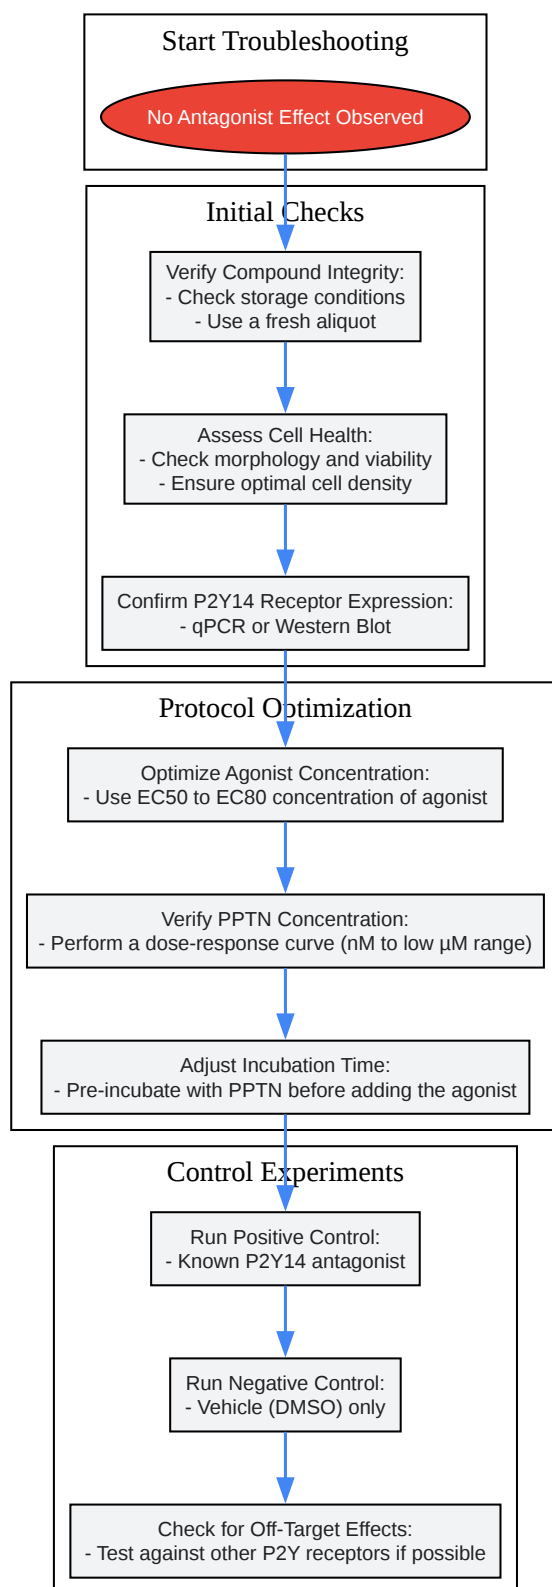 Start Troubleshooting
No Antagonist Effect Observed
Initial Checks
Verify Compound Integrity:
- Check storage conditions
- Use a fresh aliquot
Assess Cell Health:
- Check morphology and viability
- Ensure optimal cell density
Confirm P2Y14 Receptor Expression:
- qPCR or Western Blot
Protocol Optimization
Optimize Agonist Concentration:
- Use EC50 to EC80 concentration of agonist
Verify PPTN Concentration:
- Perform a dose-response curve (nM to low µM range)
Adjust Incubation Time:
- Pre-incubate with PPTN before adding the agonist
Control Experiments
Run Positive Control:
- Known P2Y14 antagonist
Run Negative Control:
- Vehicle (DMSO) only
Check for Off-Target Effects:
- Test against other P2Y receptors if possible